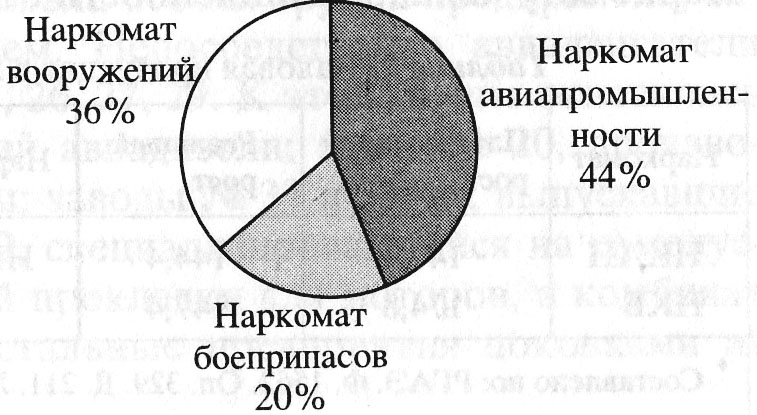 Наркомат
вооружений
36%
Наркомат
авиапромышлен-
ности
44%
Наркомат
боеприпасов
20%